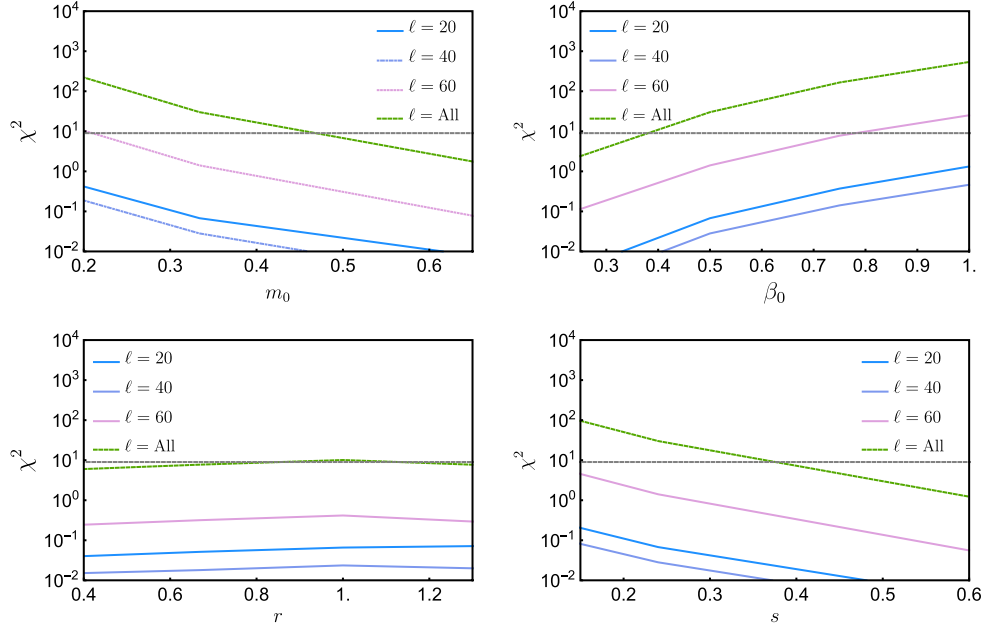 10^4
10^3
10^2
10^1
10^0
10^-1
10^-2
χ^2
0.2 0.3 0.4 0.5 0.6
m_0
ℓ = 20
ℓ = 40
ℓ = 60
ℓ = All
10^4
10^3
10^2
10^1
10^0
10^-1
10^-2
χ^2
0.3 0.4 0.5 0.6 0.7 0.8 0.9 1.
β_0
ℓ = 20
ℓ = 40
ℓ = 60
ℓ = All
10^4
10^3
10^2
10^1
10^0
10^-1
10^-2
χ^2
0.4 0.6 0.8 1. 1.2
r
ℓ = 20
ℓ = 40
ℓ = 60
ℓ = All
10^4
10^3
10^2
10^1
10^0
10^-1
10^-2
χ^2
0.2 0.3 0.4 0.5 0.6
s
ℓ = 20
ℓ = 40
ℓ = 60
ℓ = All